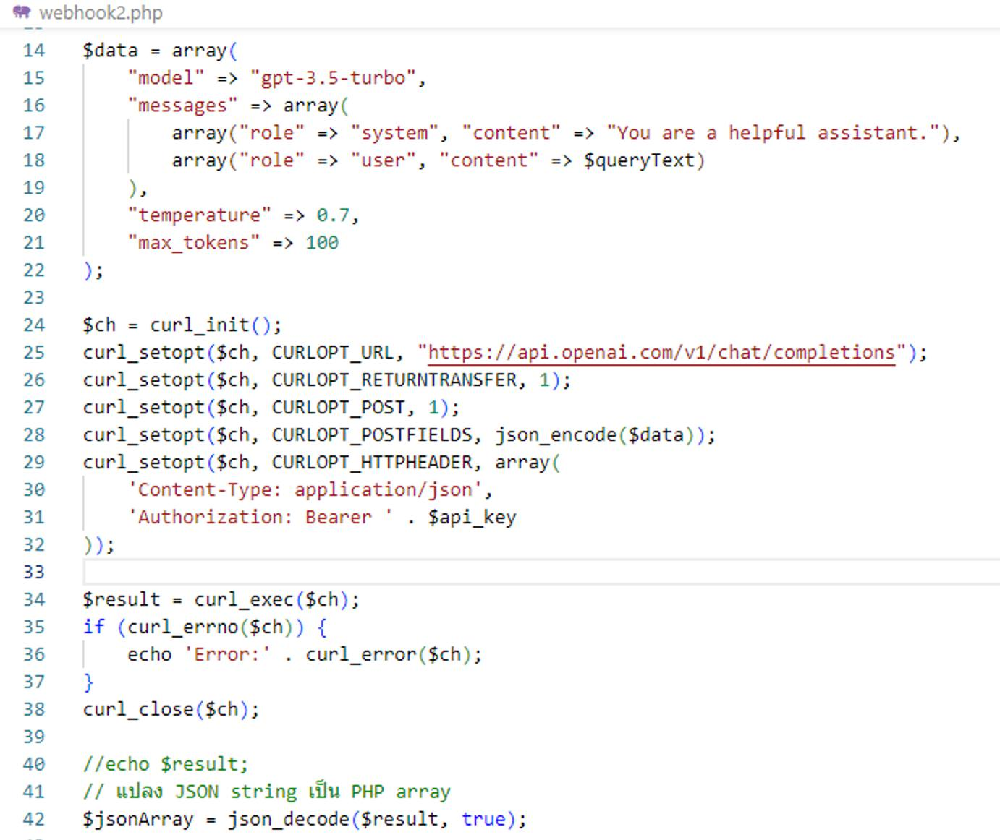 webhook2.php
14 $data = array(
15     "model" => "gpt-3.5-turbo",
16     "messages" => array(
17         array("role" => "system", "content" => "You are a helpful assistant."),
18         array("role" => "user", "content" => $queryText)
19     ),
20     "temperature" => 0.7,
21     "max_tokens" => 100
22 );
23
24 $ch = curl_init();
25 curl_setopt($ch, CURLOPT_URL, "https://api.openai.com/v1/chat/completions");
26 curl_setopt($ch, CURLOPT_RETURNTRANSFER, 1);
27 curl_setopt($ch, CURLOPT_POST, 1);
28 curl_setopt($ch, CURLOPT_POSTFIELDS, json_encode($data));
29 curl_setopt($ch, CURLOPT_HTTPHEADER, array(
30     'Content-Type: application/json',
31     'Authorization: Bearer ' . $api_key
32 ));
33
34 $result = curl_exec($ch);
35 if (curl_errno($ch)) {
36     echo 'Error:' . curl_error($ch);
37 }
38 curl_close($ch);
39
40 //echo $result;
41 // แปลง JSON string เป็น PHP array
42 $jsonArray = json_decode($result, true);